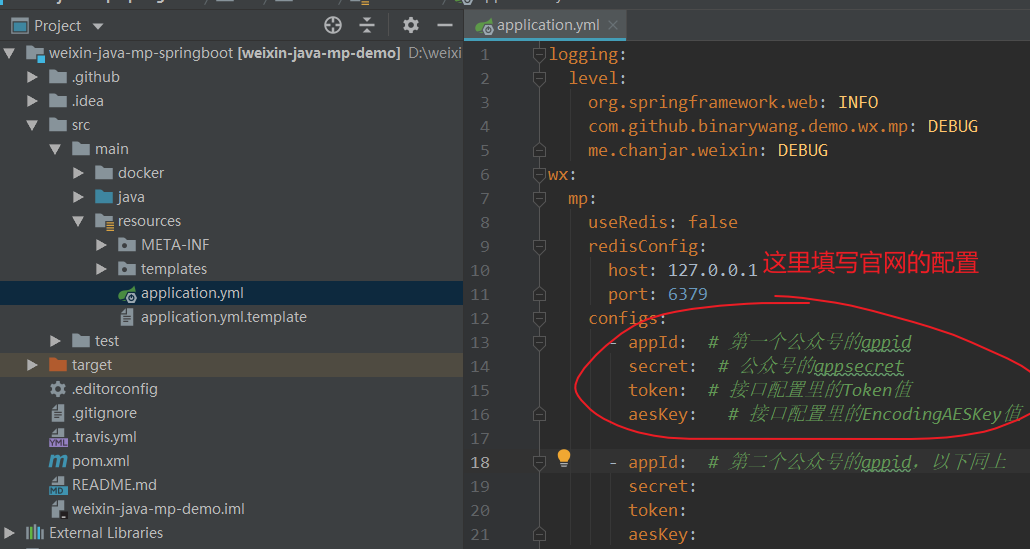 Project
application.yml
weixin-java-mp-springboot [weixin-java-mp-demo] D:\weixi
.github
.idea
src
main
docker
java
resources
META-INF
templates
application.yml
application.yml.template
test
target
.editorconfig
.gitignore
.travis.yml
pom.xml
README.md
weixin-java-mp-demo.iml
External Libraries
1 logging:
2 level:
3 org.springframework.web: INFO
4 com.github.binarywang.demo.wx.mp: DEBUG
5 me.chanjar.weixin: DEBUG
6 wx:
7 mp:
8 useRedis: false
9 redisConfig:
10 host: 127.0.0.1
这里填写官网的配置
11 port: 6379
12 configs:
13 - appId: # 第一个公众号的appid
14 secret: # 公众号的appsecret
15 token: # 接口配置里的Token值
16 aesKey: # 接口配置里的EncodingAESKey值
17
18 - appId: # 第二个公众号的appid，以下同上
19 secret:
20 token:
21 aesKey: